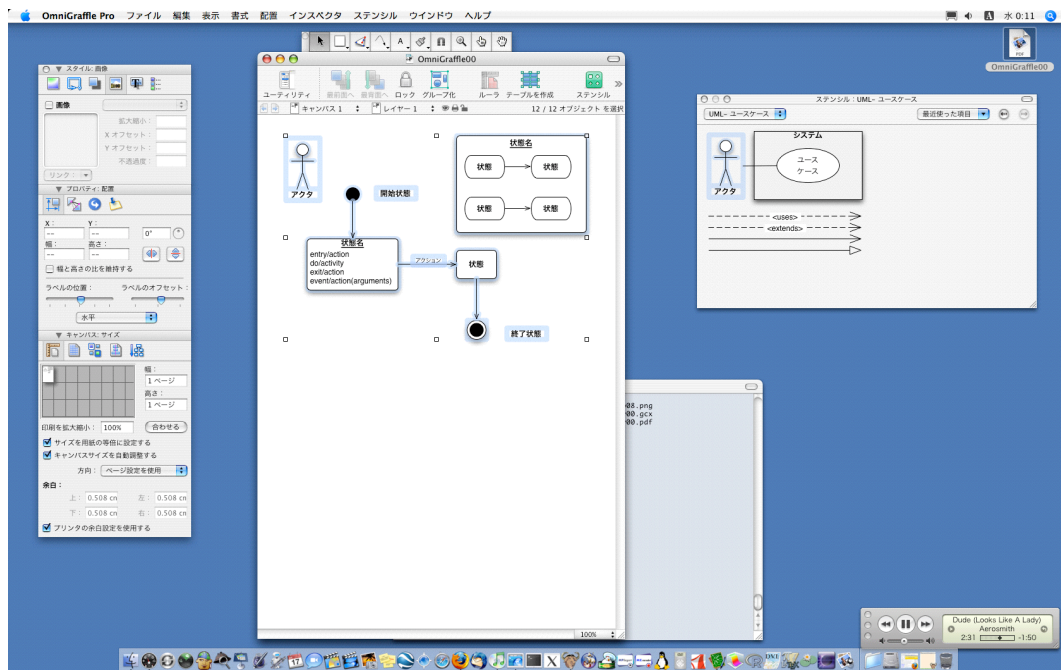 OmniGraffle Pro ファイル 編集 表示 書式 配置 インスペクタ ステンシル ウインドウ ヘルプ
水 0:11
OmniGraffle00
スタイル: 画像
画像
拡大縮小:
X オフセット:
Y オフセット:
不透過度:
リンク:
プロパティ: 配置
X:
Y:
--
--
0°
幅:
高さ:
--
--
幅と高さの比を維持する
ラベルの位置:
ラベルのオフセット:
水平
キャンバス: サイズ
幅:
1 ページ
高さ:
1 ページ
印刷を拡大縮小: 100% 合わせる
サイズを用紙の等倍に設定する
キャンバスサイズを自動調整する
方向: ページ設定を使用
余白:
上: 0.508 cm 左: 0.508 cm
下: 0.508 cm 右: 0.508 cm
プリンタの余白設定を使用する
OmniGraffle00
ユーティリティ 最前面へ 最背面へ ロック グループ化 ルーラ テーブルを作成 ステンシル
キャンバス 1 レイヤー 1 12 / 12 オブジェクト を選択
アクタ
開始状態
状態名
状態 状態
状態 状態
状態名
entry/action
do/activity
exit/action
event/action(arguments)
アクション
状態
終了状態
100%
ステンシル : UML- ユースケース
UML- ユースケース
最近使った項目
アクタ
システム
ユース
ケース
<uses>
<extends>
08.png
00.gcx
00.pdf
Dude (Looks Like A Lady)
Aerosmith
2:31 -1:50